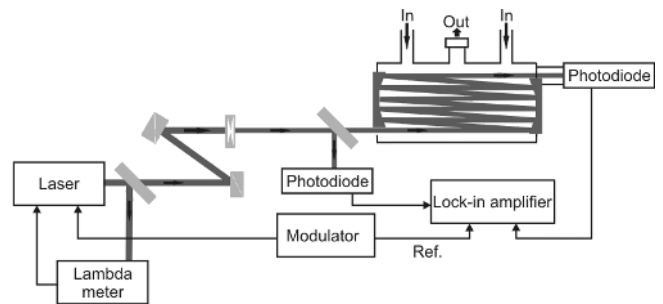 In
Out
In
Photodiode
Laser
Photodiode
Lock-in amplifier
Modulator
Ref.
Lambda
meter